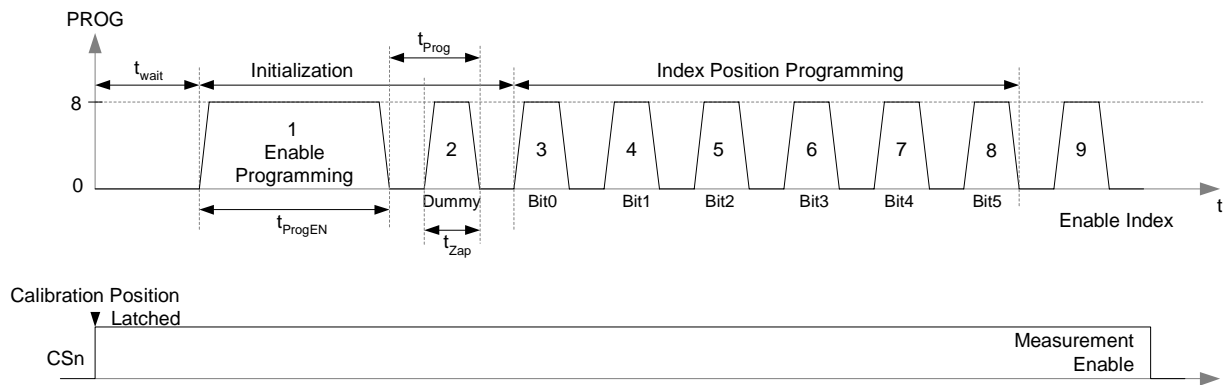 PROG
t_Prog
t_wait
Initialization
Index Position Programming
8
1
Enable
Programming
2
3
4
5
6
7
8
9
0
Dummy
Bit0
Bit1
Bit2
Bit3
Bit4
Bit5
t
t_ProgEN
t_Zap
Enable Index
Calibration Position
Latched
CSn
Measurement
Enable